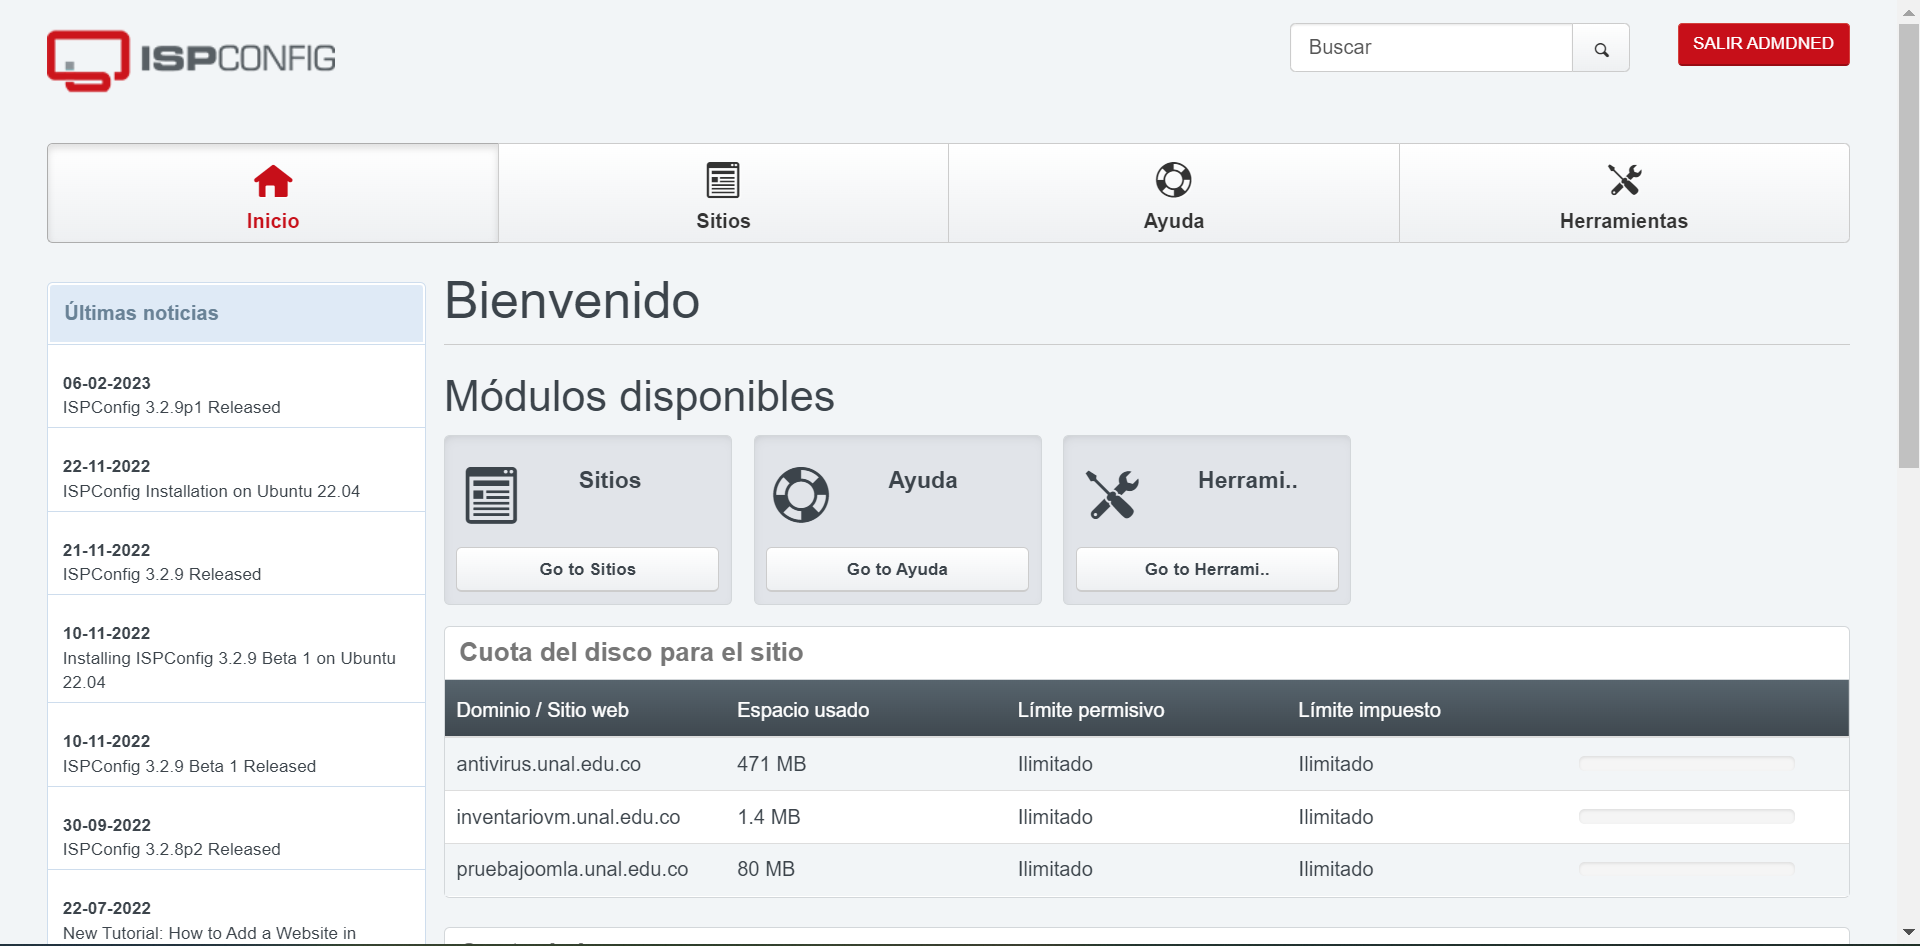 ISPCONFIG
Buscar
SALIR ADMDNED
Inicio
Sitios
Ayuda
Herramientas
Últimas noticias
06-02-2023
ISPConfig 3.2.9p1 Released
22-11-2022
ISPConfig Installation on Ubuntu 22.04
21-11-2022
ISPConfig 3.2.9 Released
10-11-2022
Installing ISPConfig 3.2.9 Beta 1 on Ubuntu
22.04
10-11-2022
ISPConfig 3.2.9 Beta 1 Released
30-09-2022
ISPConfig 3.2.8p2 Released
22-07-2022
New Tutorial: How to Add a Website in
Bienvenido
Módulos disponibles
Sitios
Go to Sitios
Ayuda
Go to Ayuda
Herrami..
Go to Herrami..
Cuota del disco para el sitio
Dominio / Sitio web Espacio usado Límite permisivo Límite impuesto
antivirus.unal.edu.co 471 MB Ilimitado Ilimitado
inventariovm.unal.edu.co 1.4 MB Ilimitado Ilimitado
pruebajoomla.unal.edu.co 80 MB Ilimitado Ilimitado